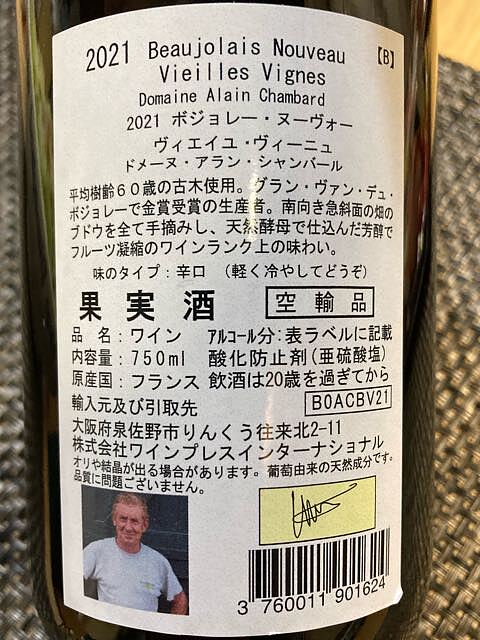 2021 Beaujolais Nouveau 【B】
Vieilles Vignes
Domaine Alain Chambard
2021 ボジョレー・ヌーヴォー
ヴィエイユ・ヴィーニュ
ドメーヌ・アラン・シャンバール
平均樹齢60歳の古木使用。グラン・ヴァン・デュ・
ボジョレーで金賞受賞の生産者。南向き急斜面の畑の
ブドウを全て手摘みし、天然酵母で仕込んだ芳醇で
フルーツ凝縮のワインランク上の味わい。
味のタイプ：辛口 （軽く冷やしてどうぞ）
果実酒 空輸品
品名：ワイン アルコール分：表ラベルに記載
内容量：750ml 酸化防止剤(亜硫酸塩)
原産国：フランス 飲酒は20歳を過ぎてから
輸入元及び引取先 B0ACBV21
大阪府泉佐野市りんくう往来北2-11
株式会社ワインプレスインターナショナル
オリや結晶が出る場合があります。葡萄由来の天然成分です。
品質に問題ございません。
3 760011 901624